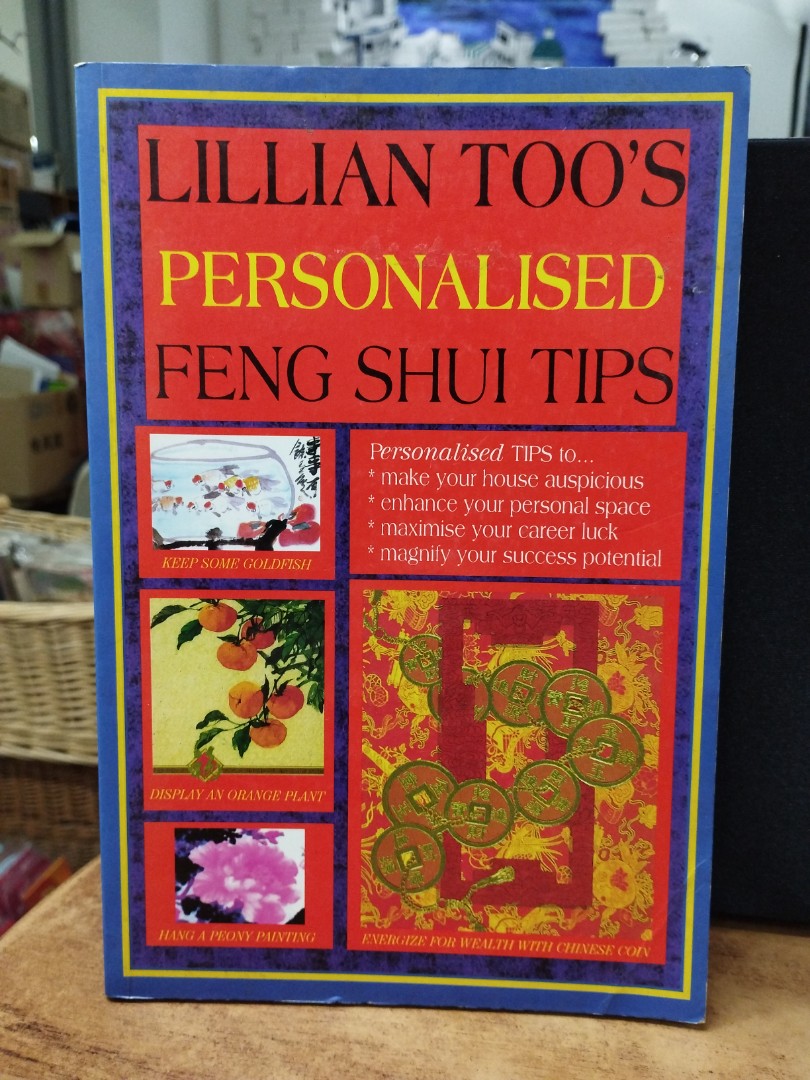 LILLIAN TOO'S
PERSONALISED
FENG SHUI TIPS
Personalised TIPS to...
* make your house auspicious
* enhance your personal space
* maximise your career luck
* magnify your success potential
KEEP SOME GOLDFISH
DISPLAY AN ORANGE PLANT
HANG A PEONY PAINTING
ENERGIZE FOR WEALTH WITH CHINESE COIN